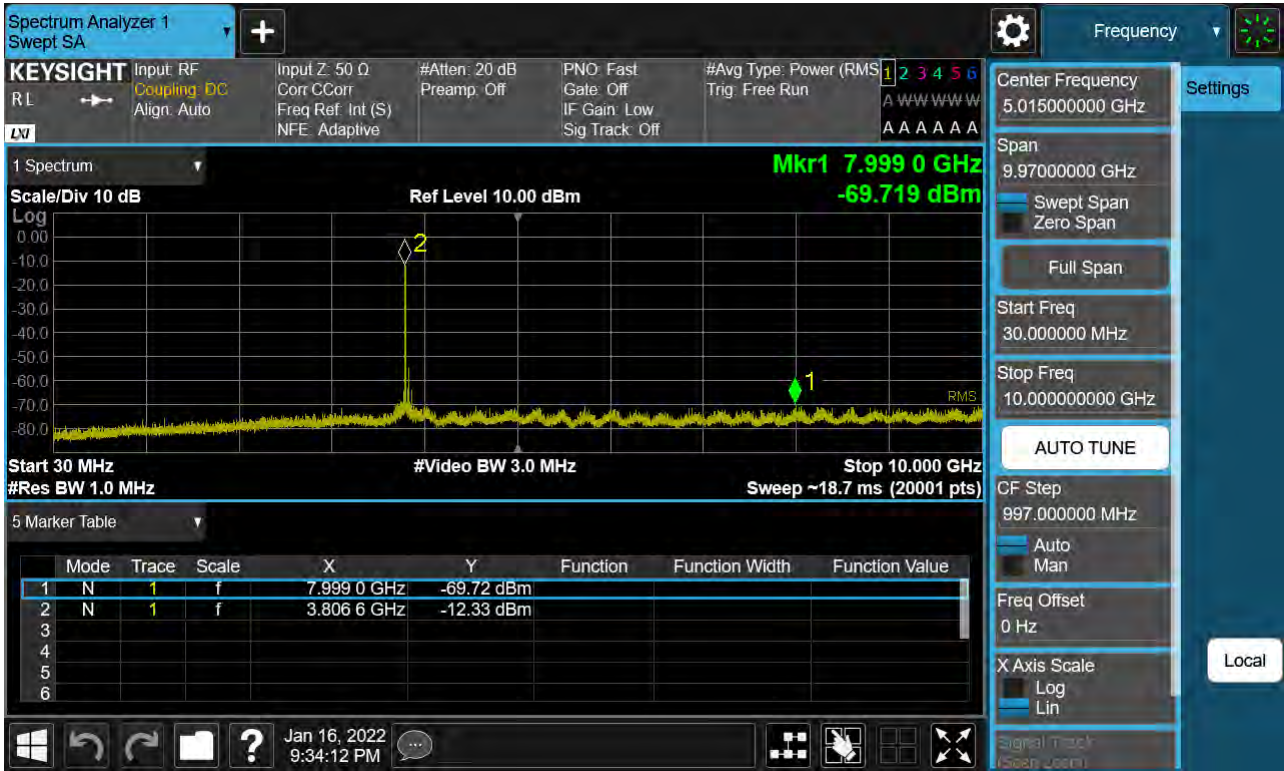 Spectrum Analyzer 1
Swept SA
+
Frequency
KEYSIGHT
RL
LXI
Input: RF
Coupling: DC
Align: Auto
Input Z: 50 Ω
Corr CCorr
Freq Ref: Int (S)
NFE: Adaptive
#Atten: 20 dB
Preamp: Off
PNO: Fast
Gate: Off
IF Gain: Low
Sig Track: Off
#Avg Type: Power (RMS
Trig: Free Run
1 2 3 4 5 6
A W W W W W
A A A A A A
1 Spectrum
Mkr1 7.999 0 GHz
Scale/Div 10 dB
Ref Level 10.00 dBm
-69.719 dBm
Log
0.00
-10.0
-20.0
-30.0
-40.0
-50.0
-60.0
-70.0
-80.0
2
1
RMS
Start 30 MHz
#Video BW 3.0 MHz
Stop 10.000 GHz
#Res BW 1.0 MHz
Sweep ~18.7 ms (20001 pts)
5 Marker Table
Mode Trace Scale X Y Function Function Width Function Value
1 N 1 f 7.999 0 GHz -69.72 dBm
2 N 1 f 3.806 6 GHz -12.33 dBm
3
4
5
6
?
Jan 16, 2022
9:34:12 PM
Center Frequency
5.015000000 GHz
Span
9.97000000 GHz
Swept Span
Zero Span
Full Span
Start Freq
30.000000 MHz
Stop Freq
10.000000000 GHz
AUTO TUNE
CF Step
997.000000 MHz
Auto
Man
Freq Offset
0 Hz
X Axis Scale
Log
Lin
Signal Track
(Span Zoom)
Settings
Local